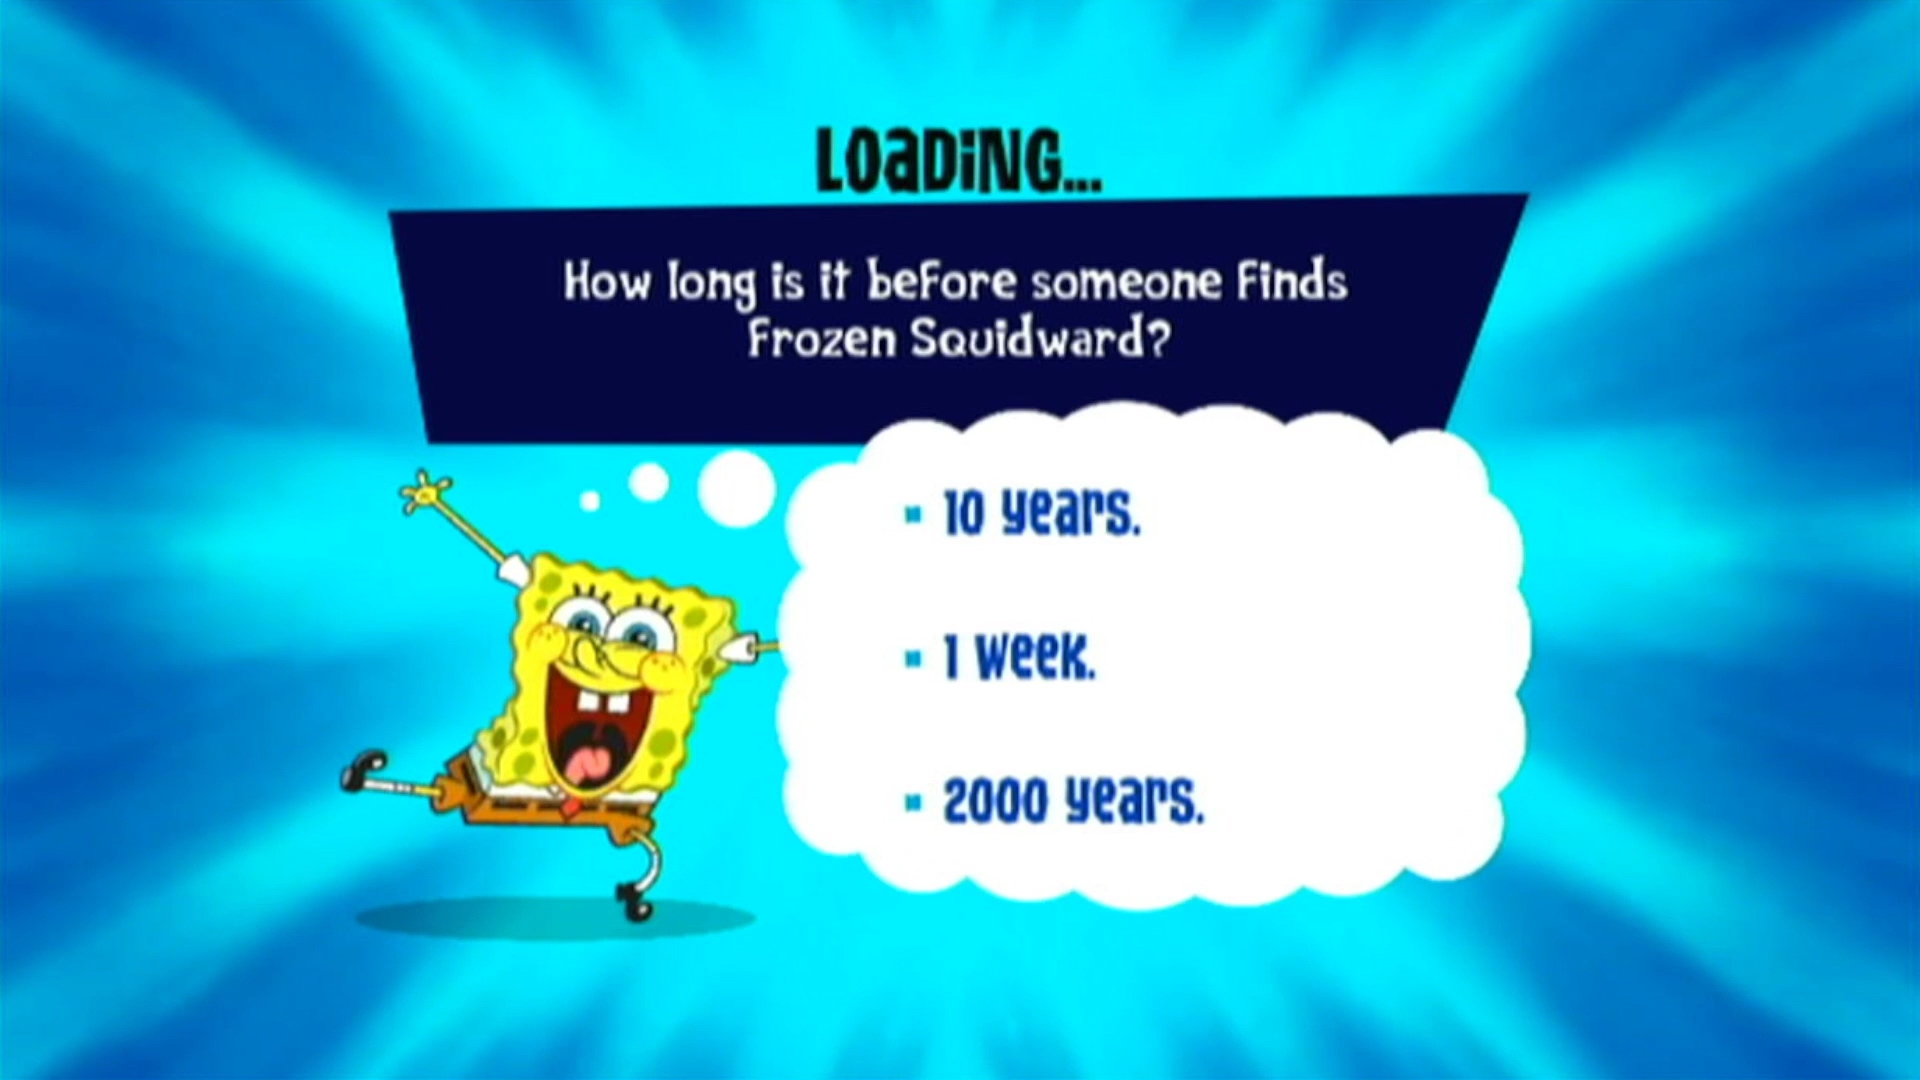 LOADING...
How long is it before someone finds
Frozen Squidward?
10 years.
1 week.
2000 years.